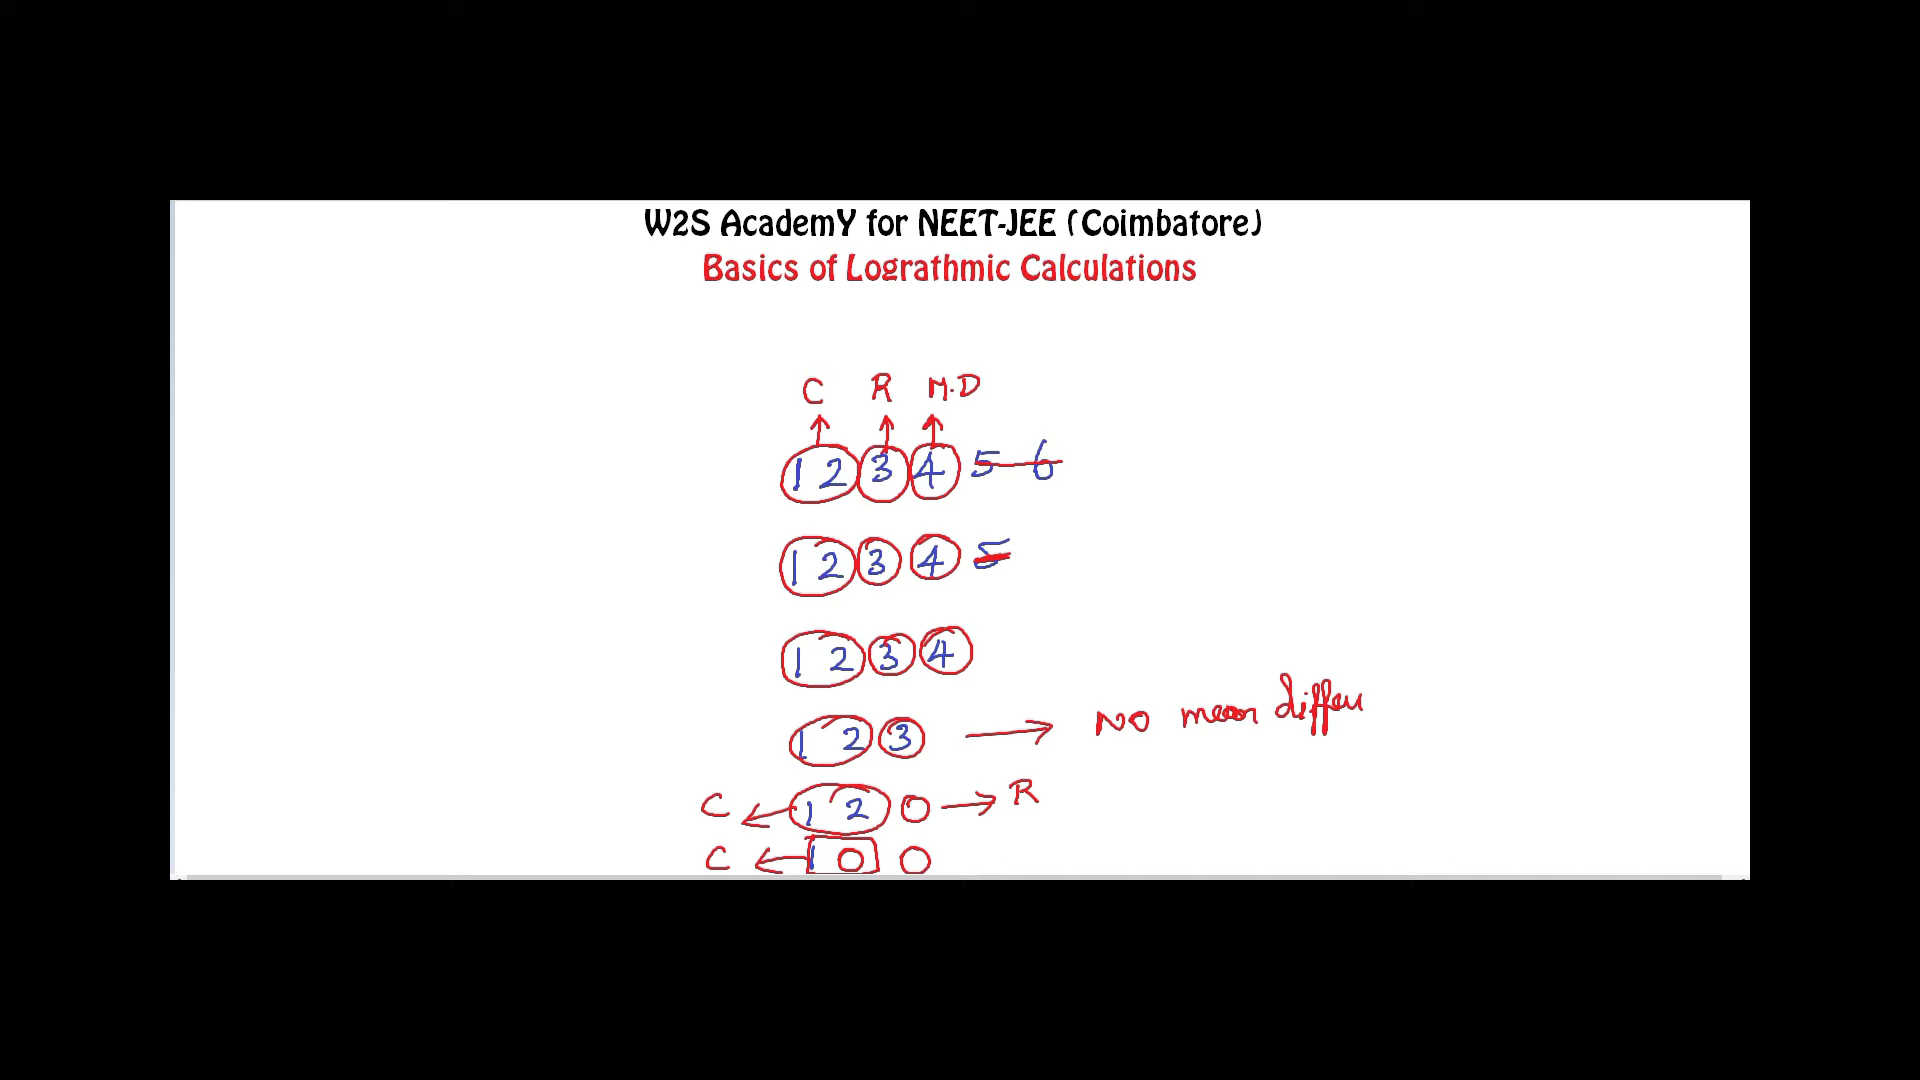 W2S AcademY for NEET-JEE (Coimbatore)
Basics of Lograthmic Calculations
C R M.D
1 2 3 4 5 6
1 2 3 4 5
1 2 3 4
1 2 3 → NO mean differ
C ← 1 2 0 → R
C ← 1 0 0